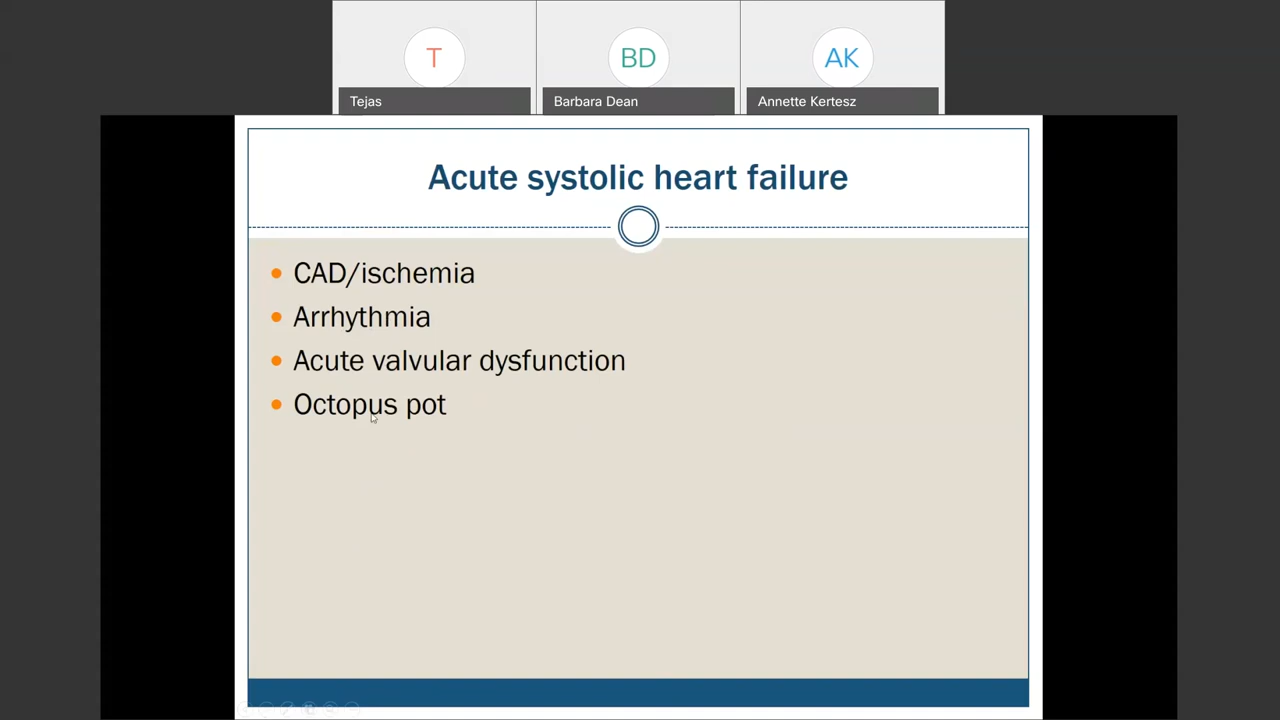 T
BD
AK
Tejas
Barbara Dean
Annette Kertesz
Acute systolic heart failure
• CAD/ischemia
• Arrhythmia
• Acute valvular dysfunction
• Octopus pot